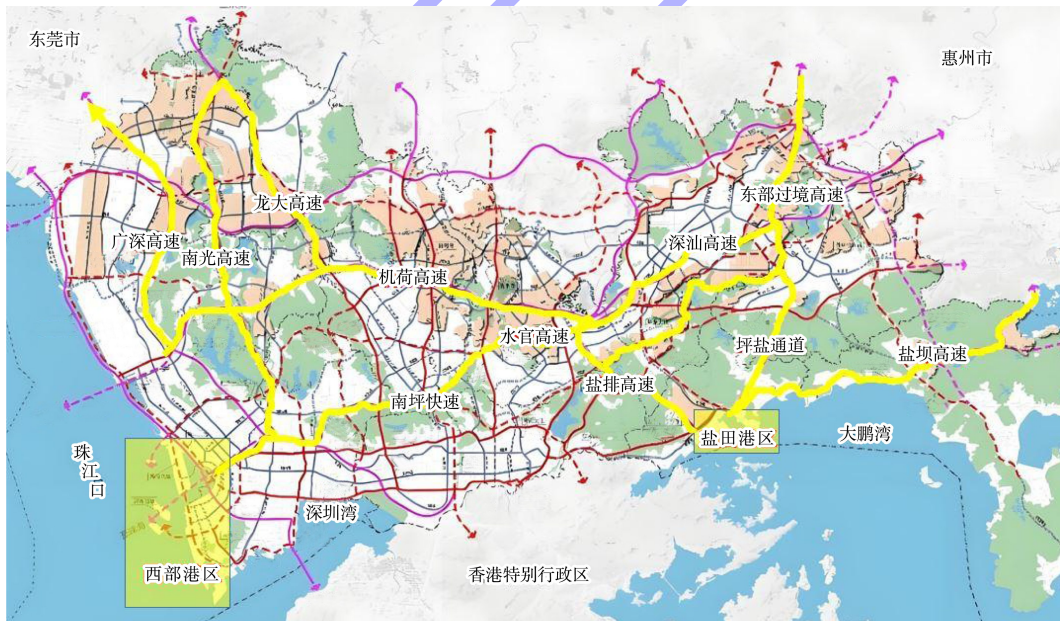 东莞市
惠州市
东部过境高速
龙大高速
广深高速
深汕高速
南光高速
机荷高速
水官高速
坪盐通道
盐坝高速
盐排高速
南坪快速
盐田港区
大鹏湾
珠江口
深圳湾
西部港区
香港特别行政区